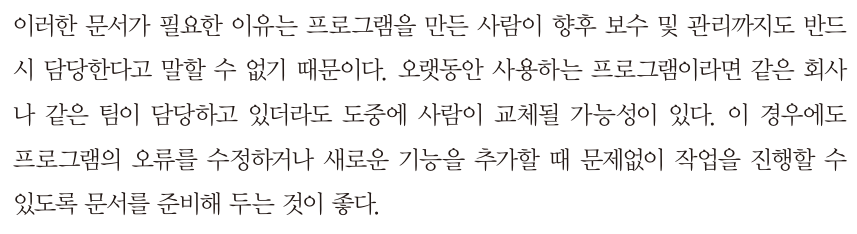 이러한 문서가 필요한 이유는 프로그램을 만든 사람이 향후 보수 및 관리까지도 반드
시 담당한다고 말할 수 없기 때문이다. 오랫동안 사용하는 프로그램이라면 같은 회사
나 같은 팀이 담당하고 있더라도 도중에 사람이 교체될 가능성이 있다. 이 경우에도
프로그램의 오류를 수정하거나 새로운 기능을 추가할 때 문제없이 작업을 진행할 수
있도록 문서를 준비해 두는 것이 좋다.